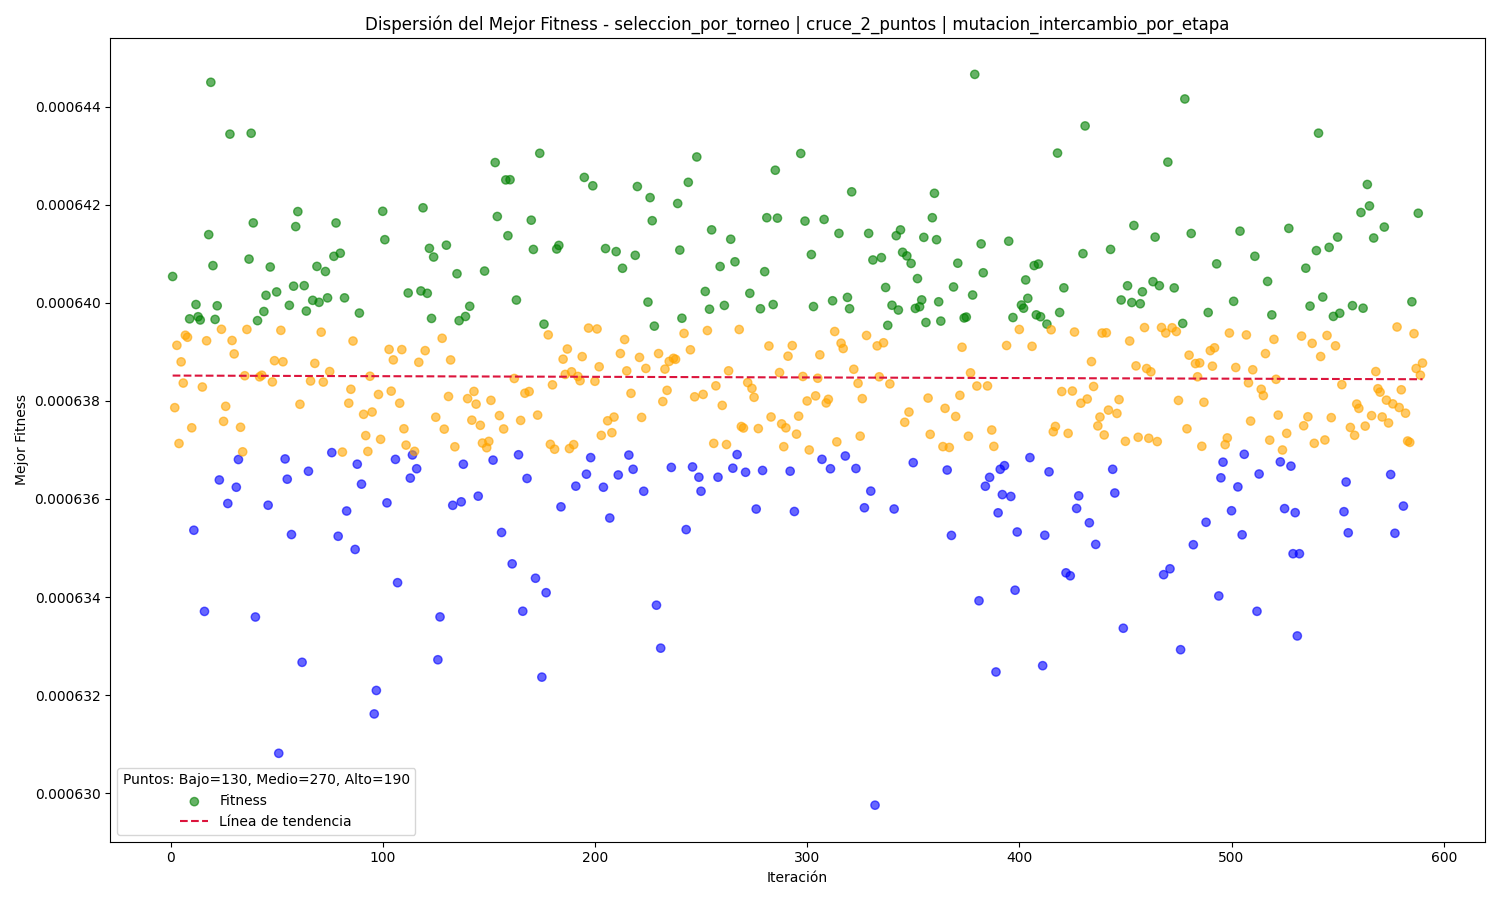 Dispersión del Mejor Fitness - seleccion_por_torneo | cruce_2_puntos | mutacion_intercambio_por_etapa
Mejor Fitness
0.000644
0.000642
0.000640
0.000638
0.000636
0.000634
0.000632
0.000630
Puntos: Bajo=130, Medio=270, Alto=190
Fitness
Línea de tendencia
0
100
200
300
400
500
600
Iteración